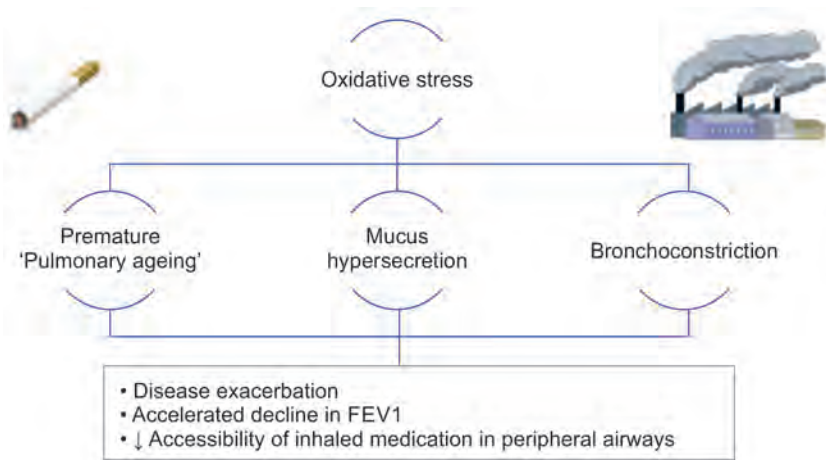 Oxidative stress
Premature
‘Pulmonary ageing’
Mucus
hypersecretion
Bronchoconstriction
• Disease exacerbation
• Accelerated decline in FEV1
• ↓ Accessibility of inhaled medication in peripheral airways